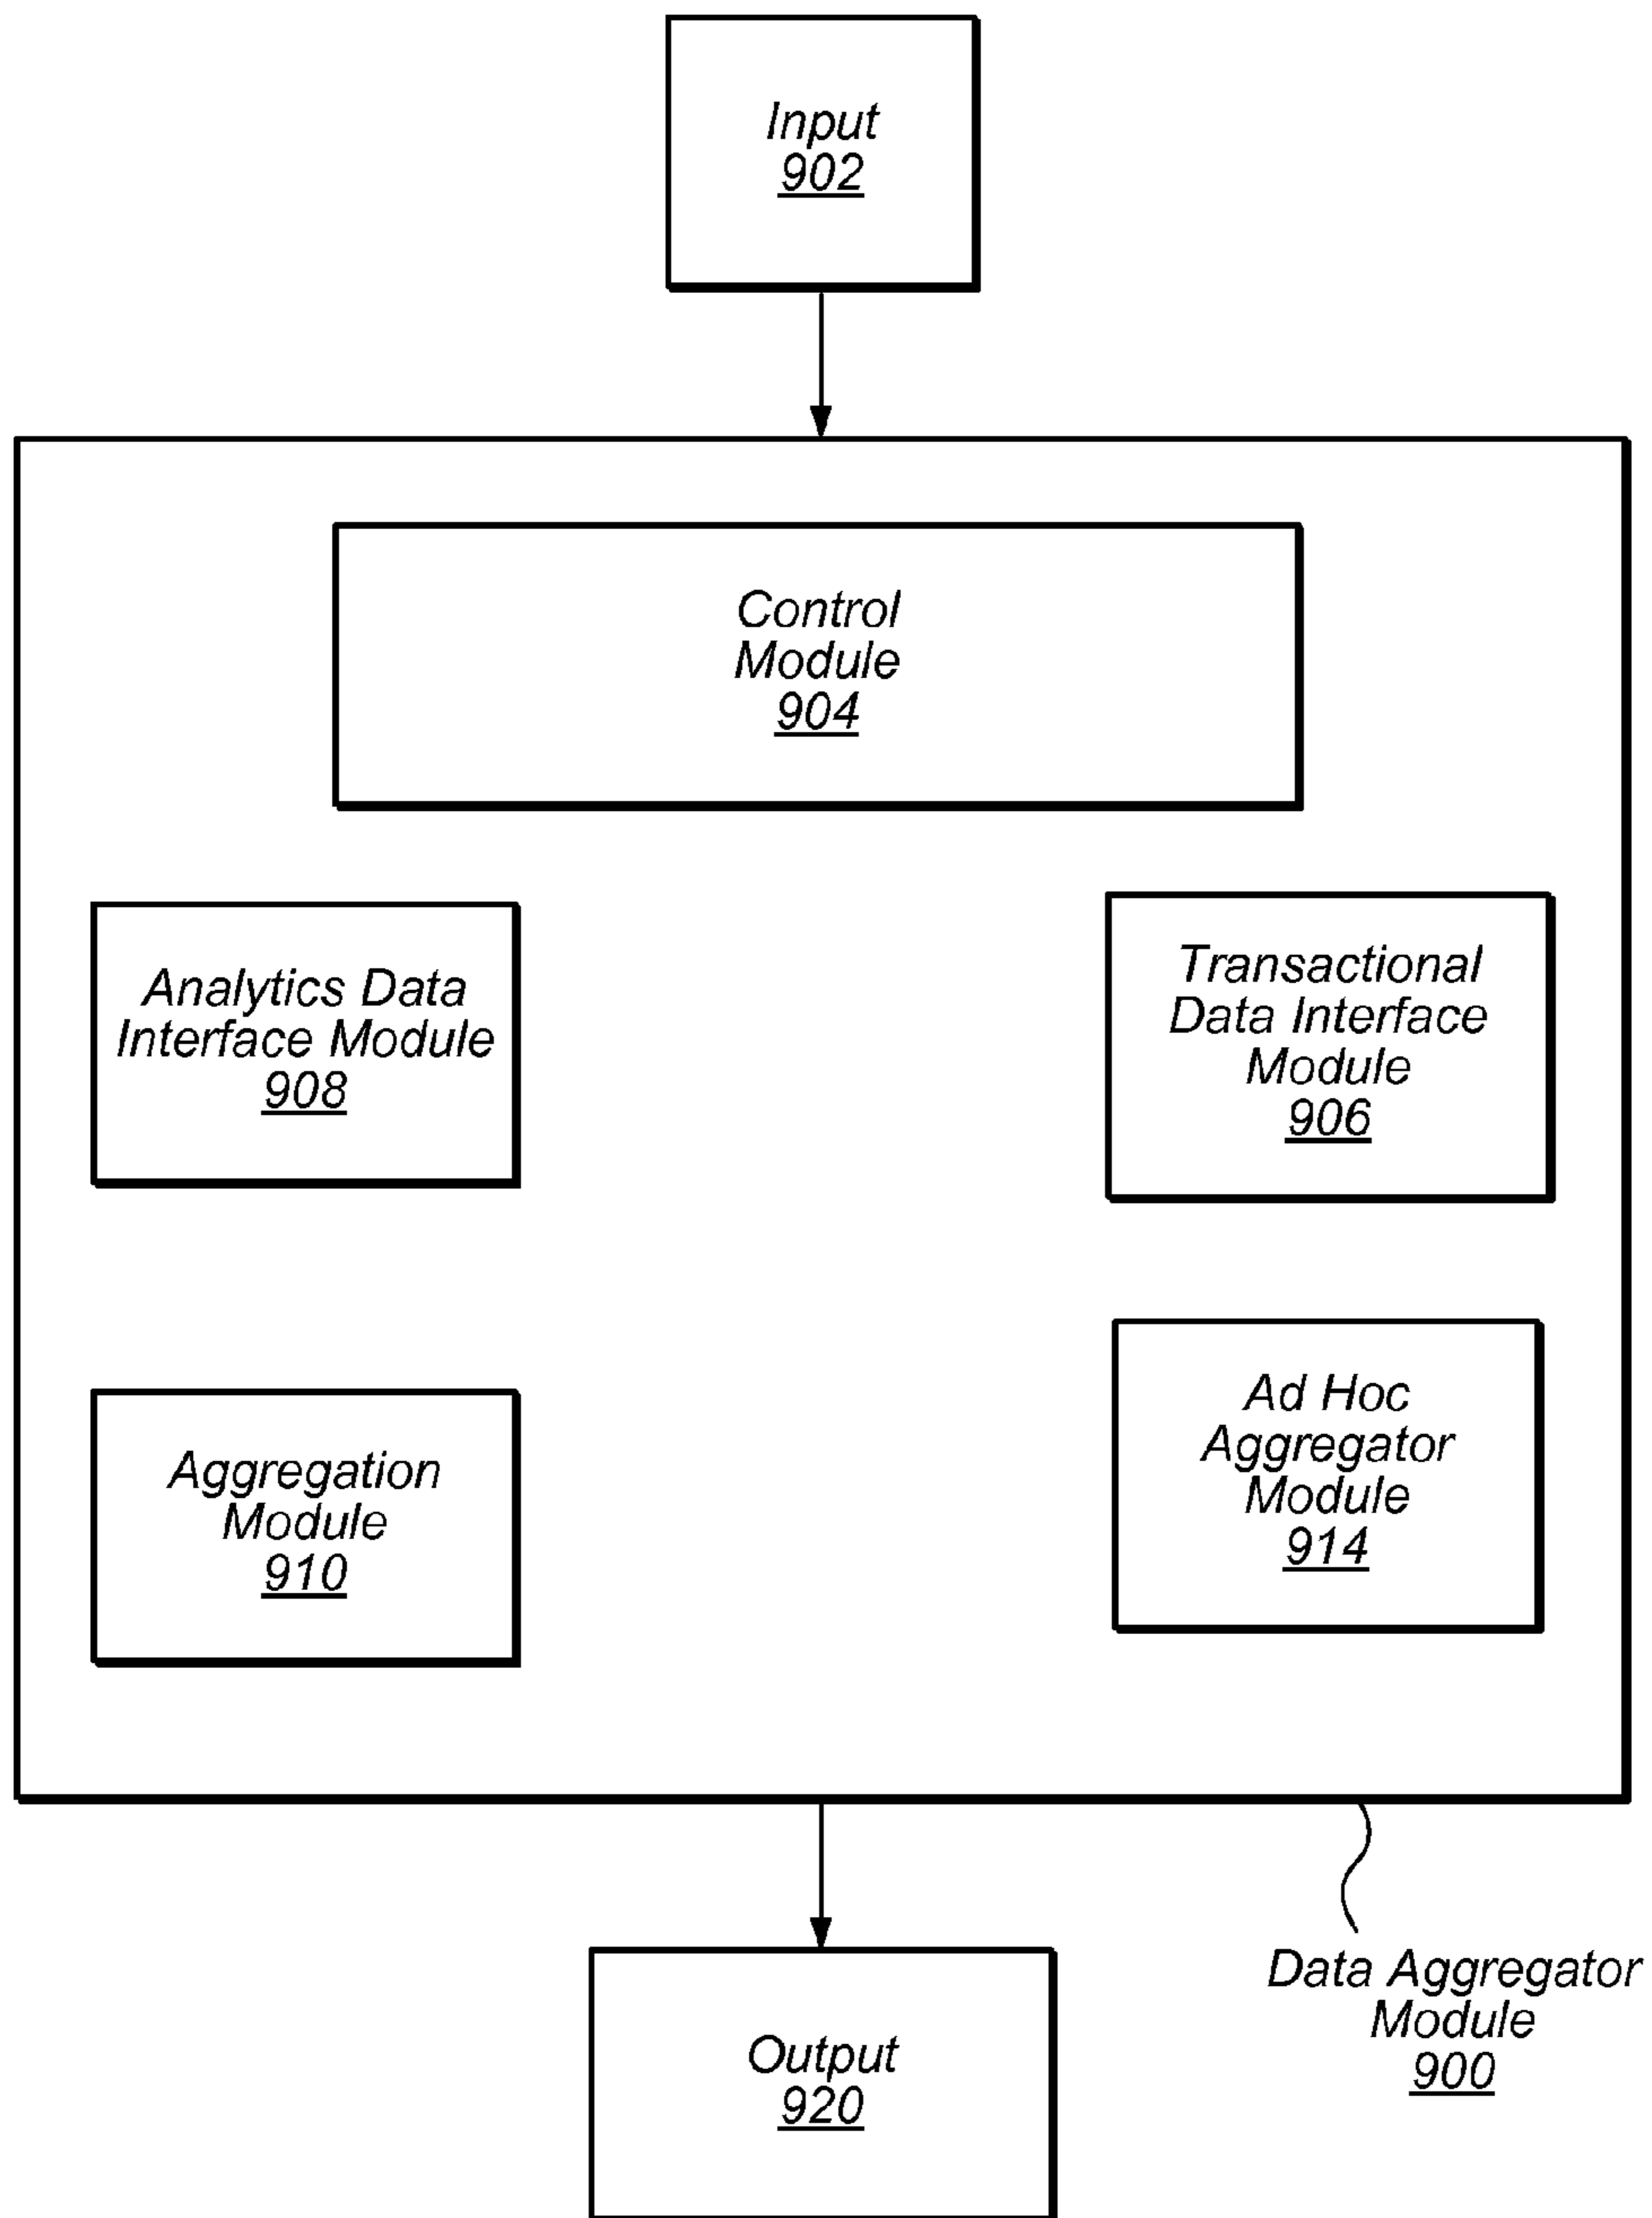 Input
902
Control
Module
904
Analytics Data
Interface Module
908
Transactional
Data Interface
Module
906
Aggregation
Module
910
Ad Hoc
Aggregator
Module
914
Data Aggregator
Module
900
Output
920